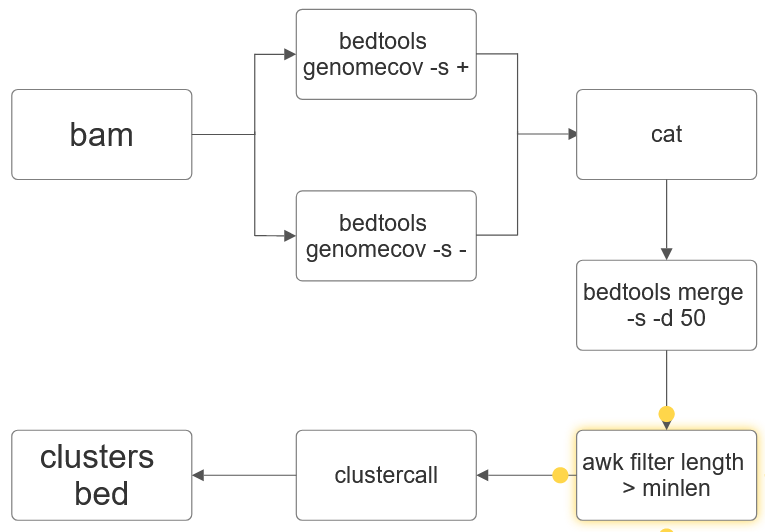 bedtools
genomecov -s +
bam
cat
bedtools
genomecov -s -
bedtools merge
-s -d 50
awk filter length
> minlen
clustercall
clusters
bed